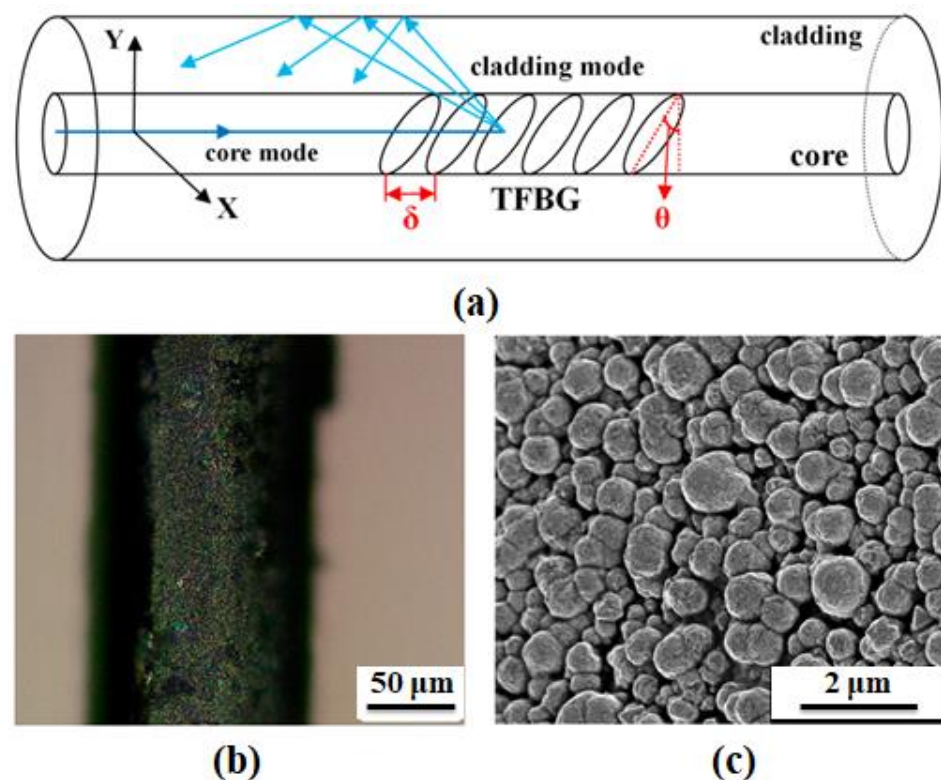 Y
cladding
cladding mode
core mode
core
X
TFBG
δ
θ
(a)
50 μm
2 μm
(b)
(c)